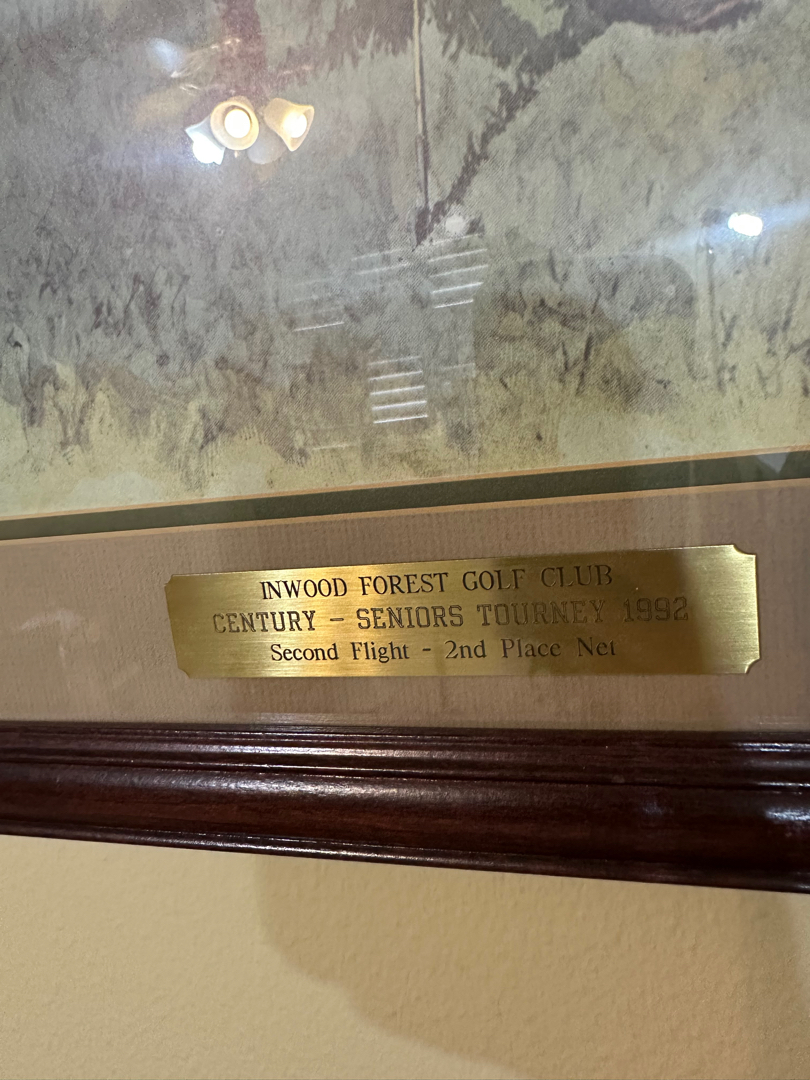 INWOOD FOREST GOLF CLUB
CENTURY - SENIORS TOURNEY 1992
Second Flight - 2nd Place Net